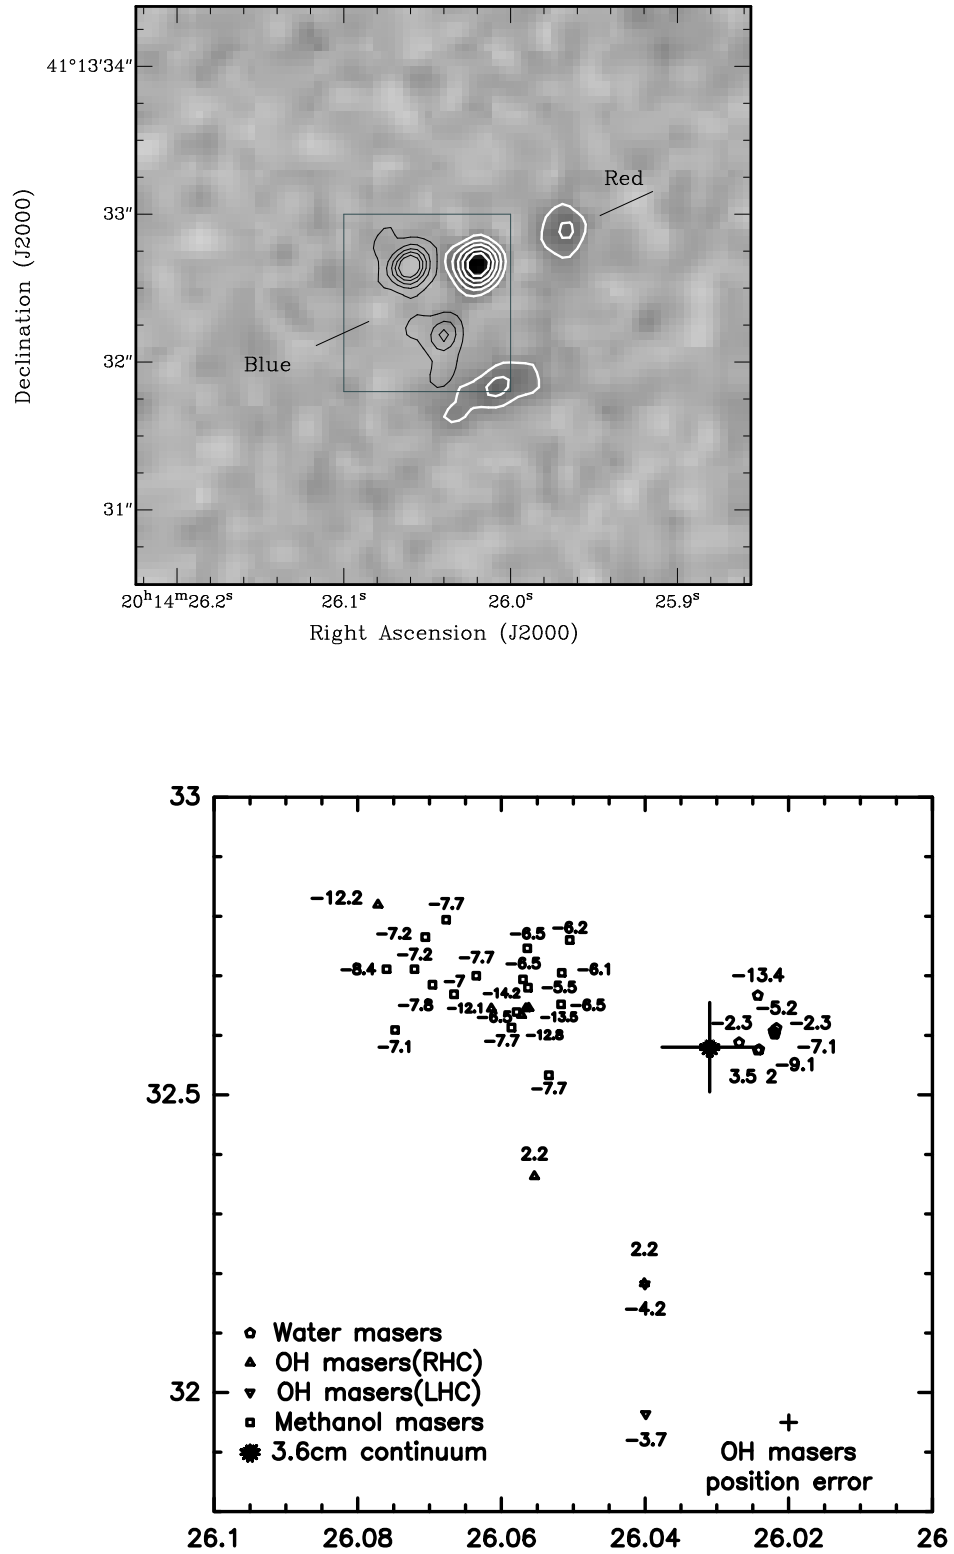 41°13′34″
Red
33″
Declination (J2000)
32″
Blue
31″
20ʰ14ᵐ26.2ˢ 26.1ˢ 26.0ˢ 25.9ˢ
Right Ascension (J2000)
33
−12.2
−7.7
−7.2
−6.5 −6.2
−7.2
−7.7
−6.5
−8.4
−6.1
−13.4
−7
−7.8
−14.2
−5.5
−12.1
−6.5
−13.5
−6.5
−5.2
−2.3 −2.3
−7.1
−7.7
−12.8
−7.1
−9.1
3.5 2
−7.7
32.5
2.2
2.2
−4.2
Water masers
OH masers(RHC)
OH masers(LHC)
32
Methanol masers
−3.7
3.6cm continuum
OH masers
position error
26.1 26.08 26.06 26.04 26.02 26